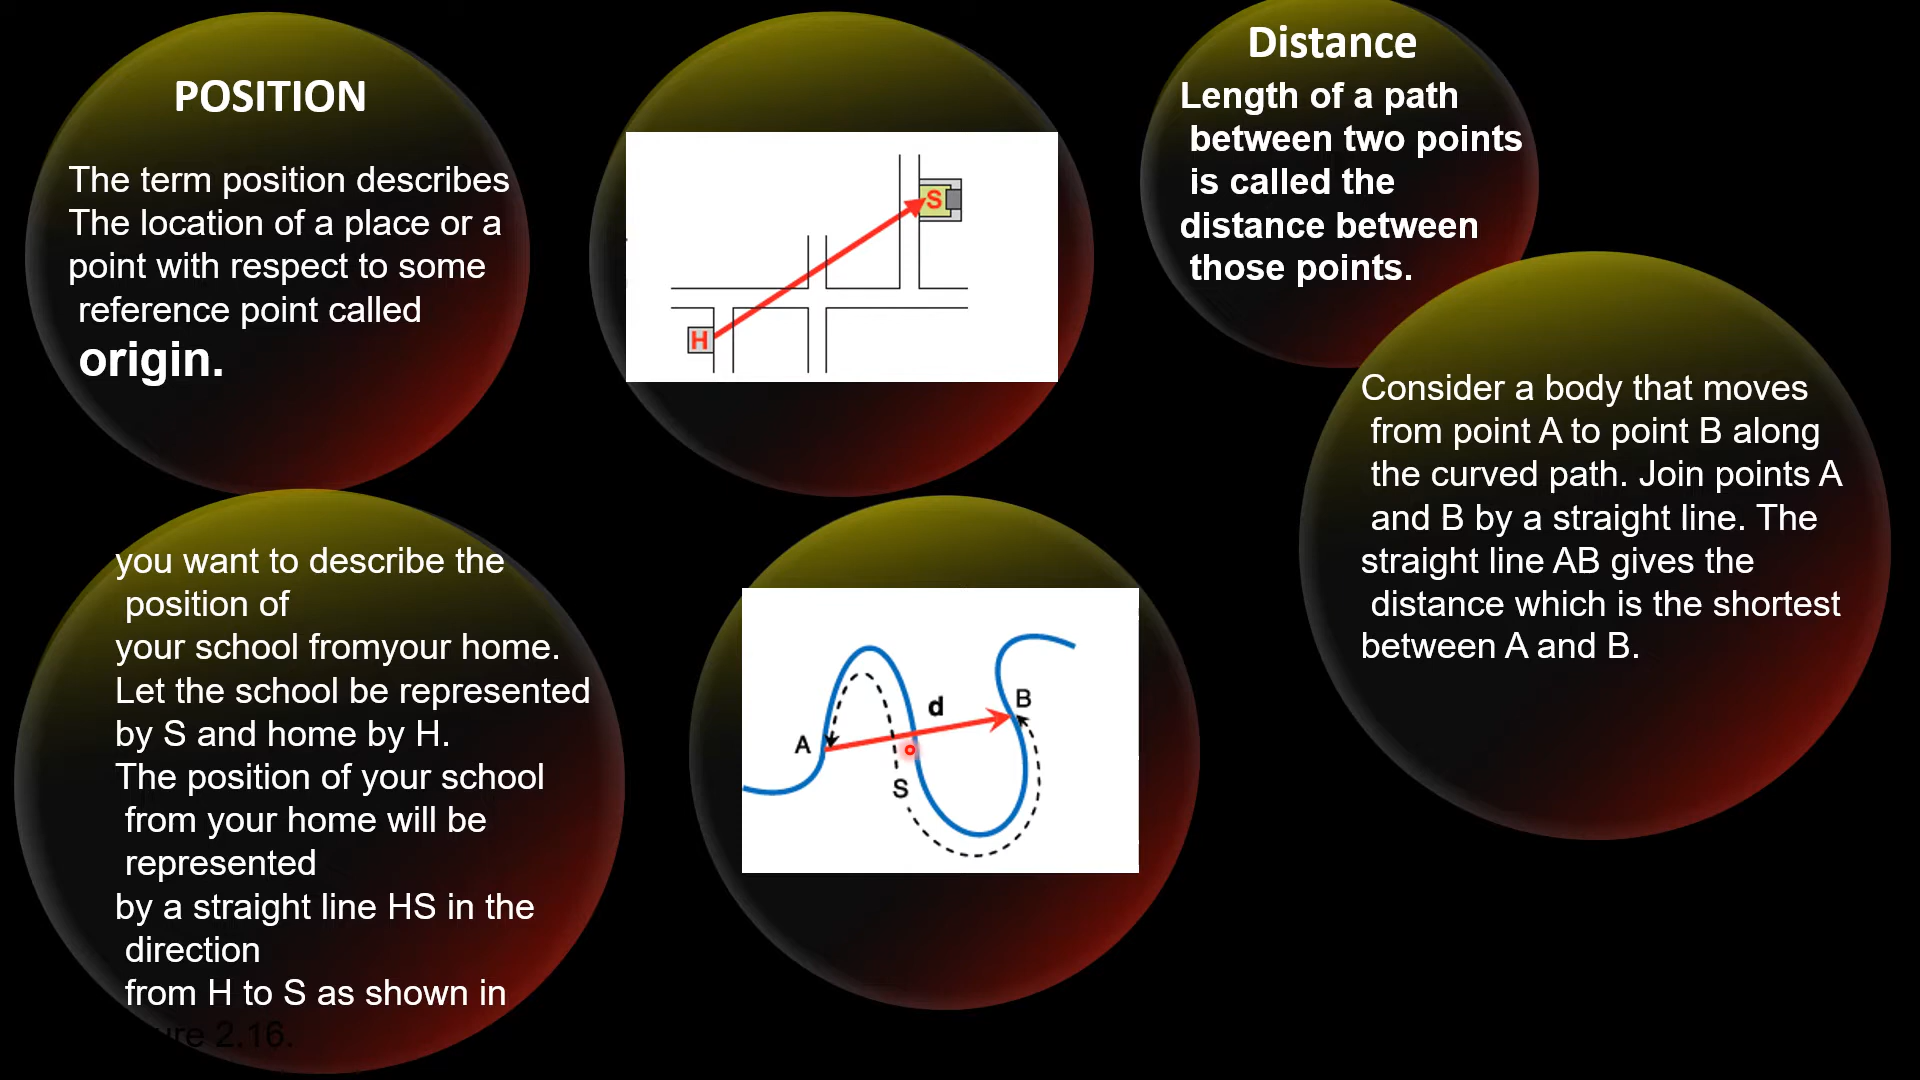 POSITION
The term position describes
The location of a place or a
point with respect to some
reference point called
origin.
S
H
Distance
Length of a path
between two points
is called the
distance between
those points.
Consider a body that moves
from point A to point B along
the curved path. Join points A
and B by a straight line. The
straight line AB gives the
distance which is the shortest
between A and B.
you want to describe the
position of
your school fromyour home.
Let the school be represented
by S and home by H.
The position of your school
from your home will be
represented
by a straight line HS in the
direction
from H to S as shown in
2.16.
d
B
A
S